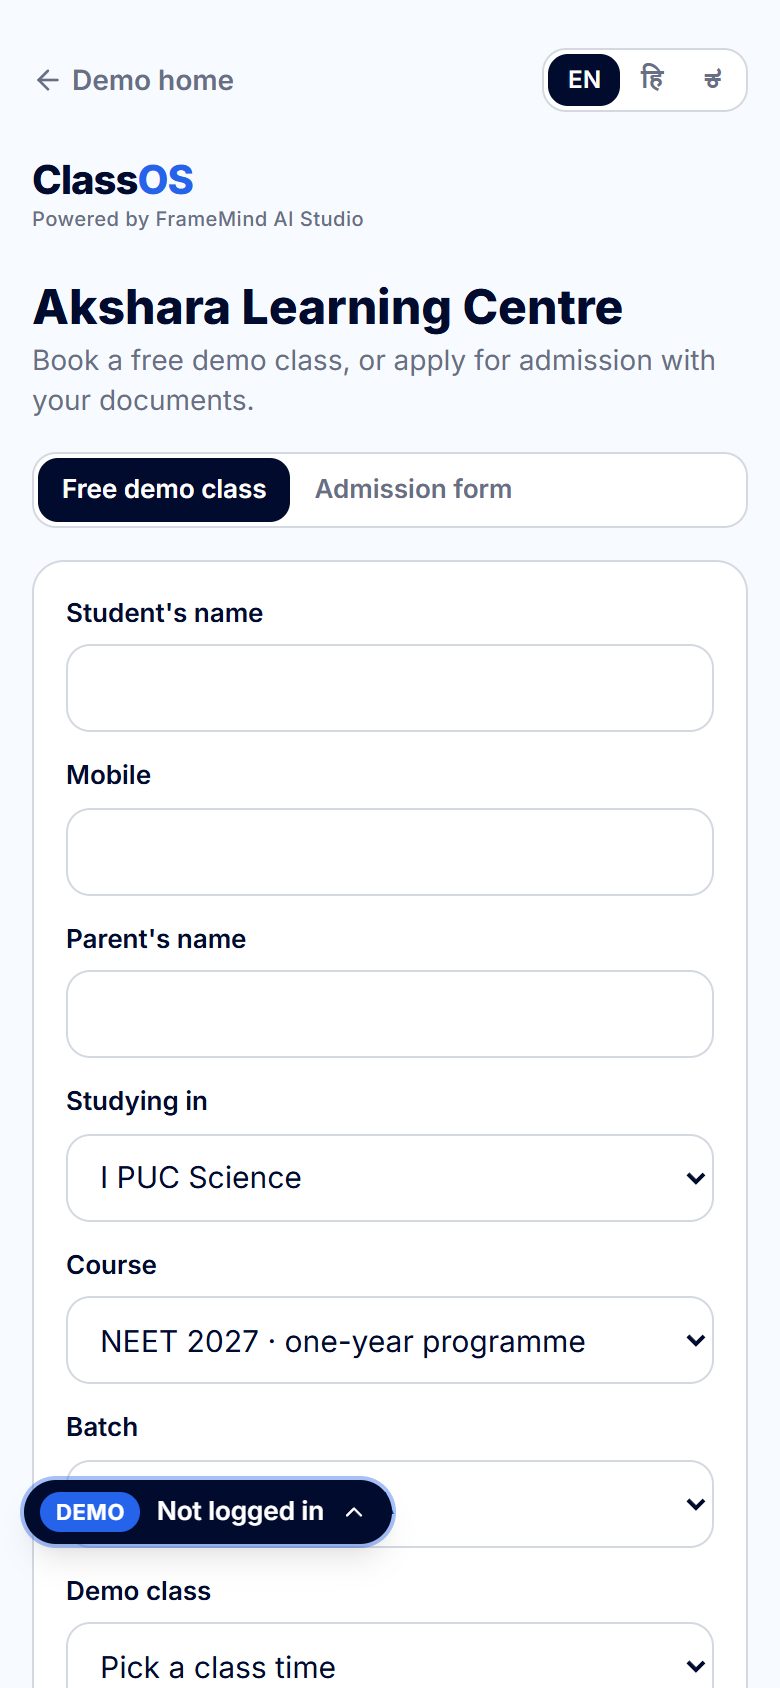 Demo home
EN हि ಕ
ClassOS
Powered by FrameMind AI Studio
Akshara Learning Centre
Book a free demo class, or apply for admission with
your documents.
Free demo class Admission form
Student's name
Mobile
Parent's name
Studying in
I PUC Science
Course
NEET 2027 · one-year programme
Batch
DEMO Not logged in
Demo class
Pick a class time